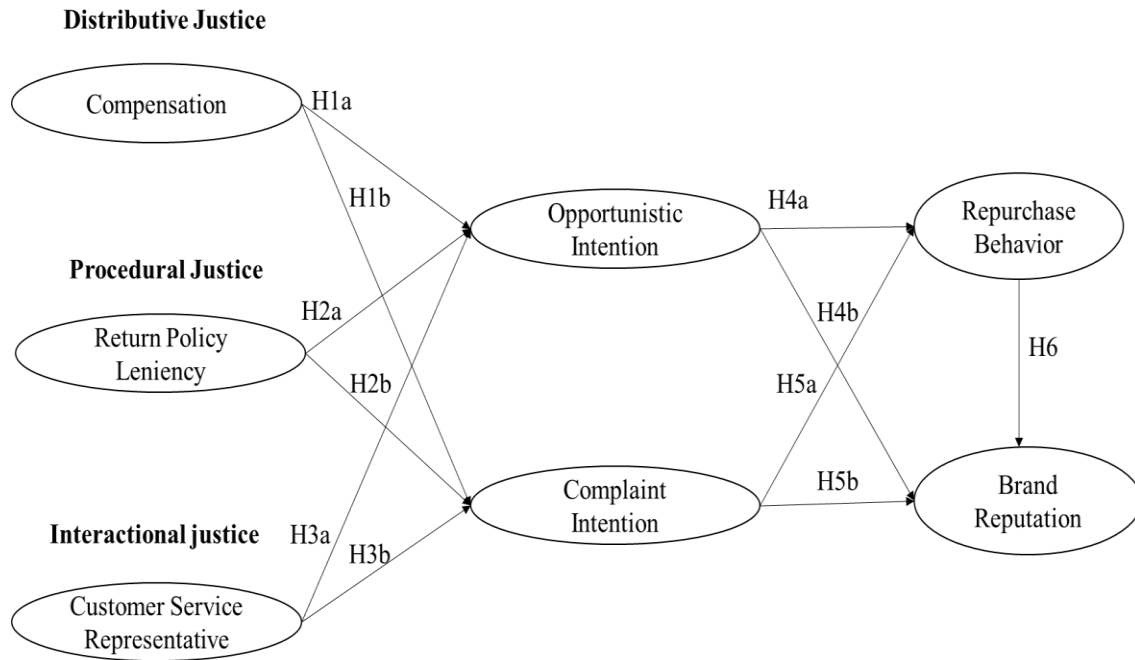 Distributive Justice
Compensation
H1a
H1b
Opportunistic
Intention
H4a
Repurchase
Behavior
Procedural Justice
H2a
H4b
Return Policy
Leniency
H6
H2b
H5a
Complaint
Intention
H5b
Brand
Reputation
Interactional justice
H3a
H3b
Customer Service
Representative